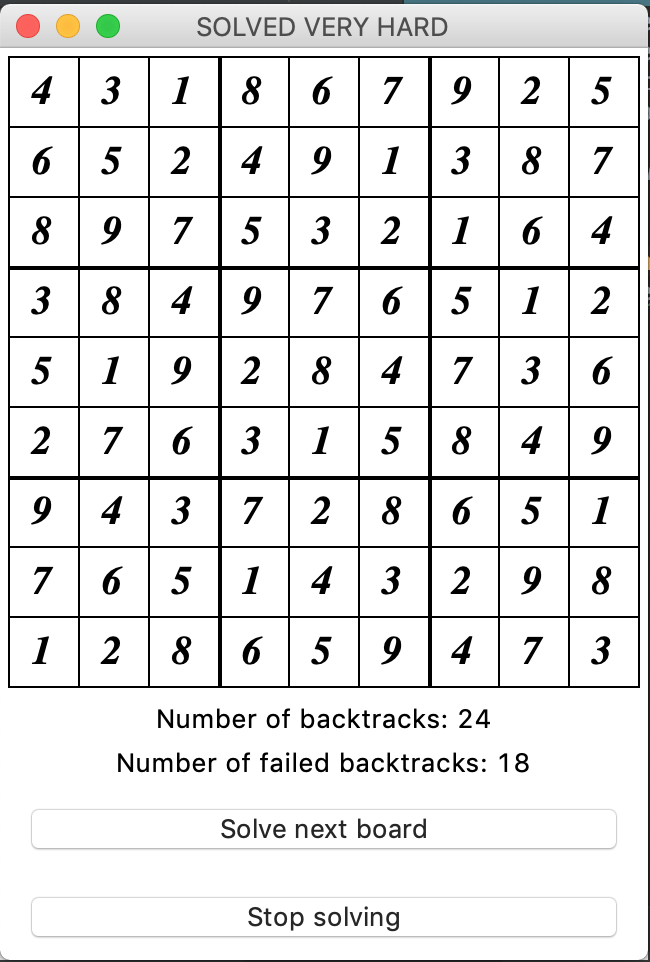 SOLVED VERY HARD
4 3 1 8 6 7 9 2 5
6 5 2 4 9 1 3 8 7
8 9 7 5 3 2 1 6 4
3 8 4 9 7 6 5 1 2
5 1 9 2 8 4 7 3 6
2 7 6 3 1 5 8 4 9
9 4 3 7 2 8 6 5 1
7 6 5 1 4 3 2 9 8
1 2 8 6 5 9 4 7 3
Number of backtracks: 24
Number of failed backtracks: 18
Solve next board
Stop solving